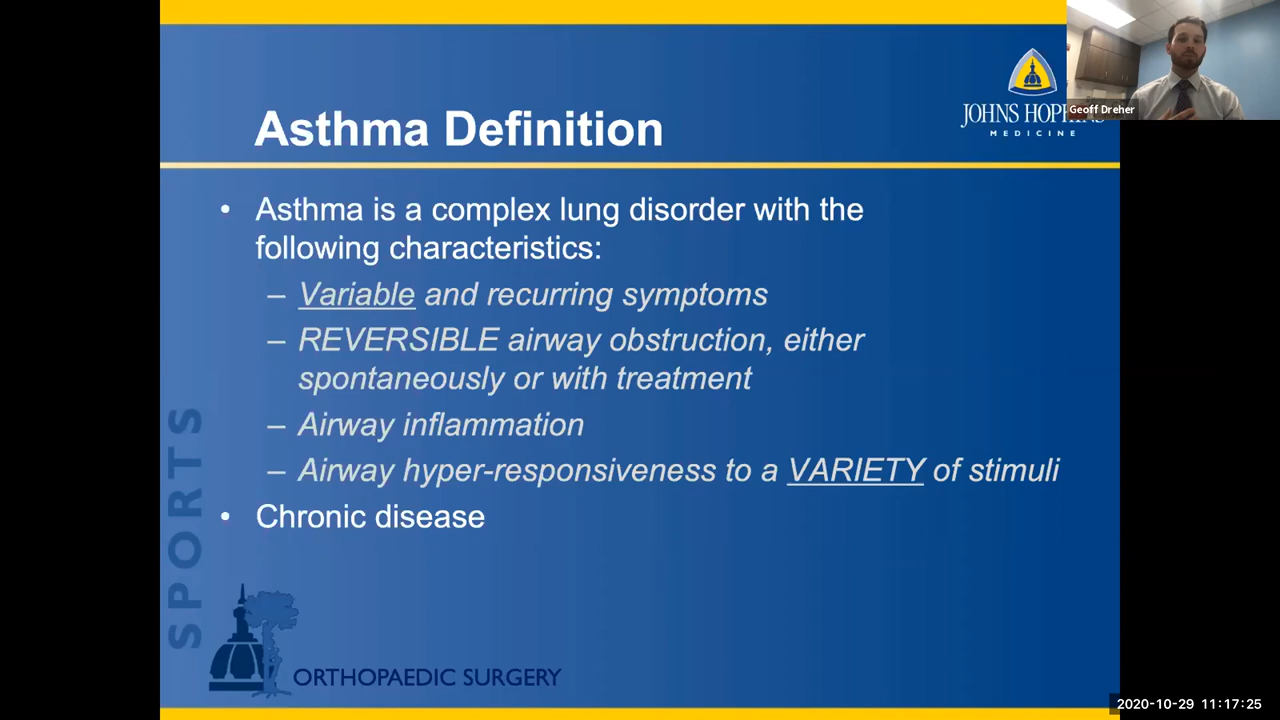 Asthma Definition
JOHNS HOPKINS
MEDICINE
Geoff Dreher
• Asthma is a complex lung disorder with the
following characteristics:
– Variable and recurring symptoms
– REVERSIBLE airway obstruction, either
spontaneously or with treatment
– Airway inflammation
– Airway hyper-responsiveness to a VARIETY of stimuli
• Chronic disease
SPORTS
ORTHOPAEDIC SURGERY
2020-10-29 11:17:25